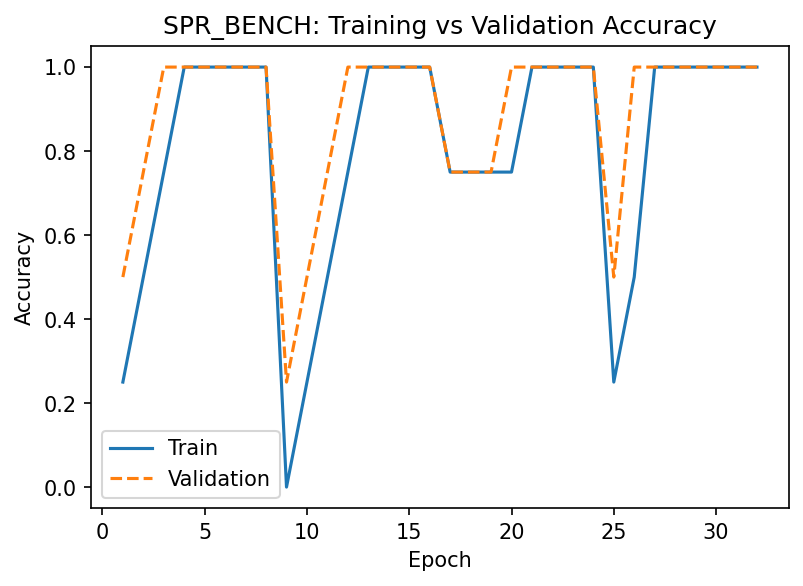 SPR_BENCH: Training vs Validation Accuracy
Accuracy
1.0
0.8
0.6
0.4
0.2
0.0
Train
Validation
0 5 10 15 20 25 30
Epoch